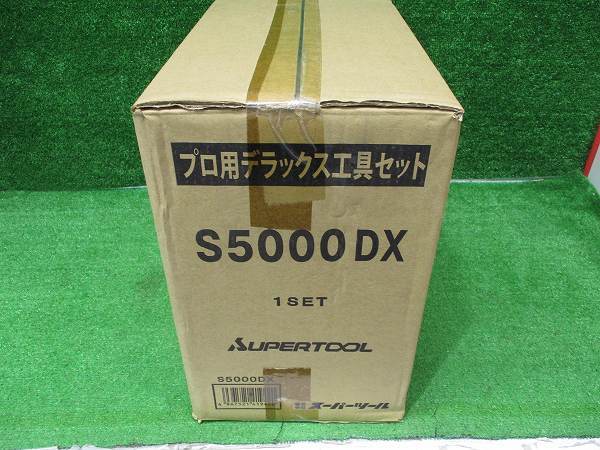 プロ用デラックス工具セット
S5000DX
1SET
SUPERTOOL
S5000DX
スーパーツール